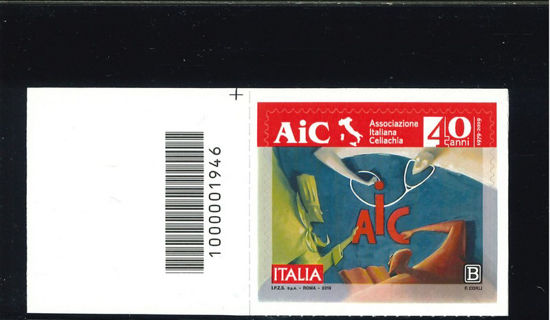 1000001946
AiC
Associazione
Italiana
Celiachia
40
anni
1979-2019
AiC
ITALIA
B
I.P.Z.S. S.p.A. - ROMA - 2019